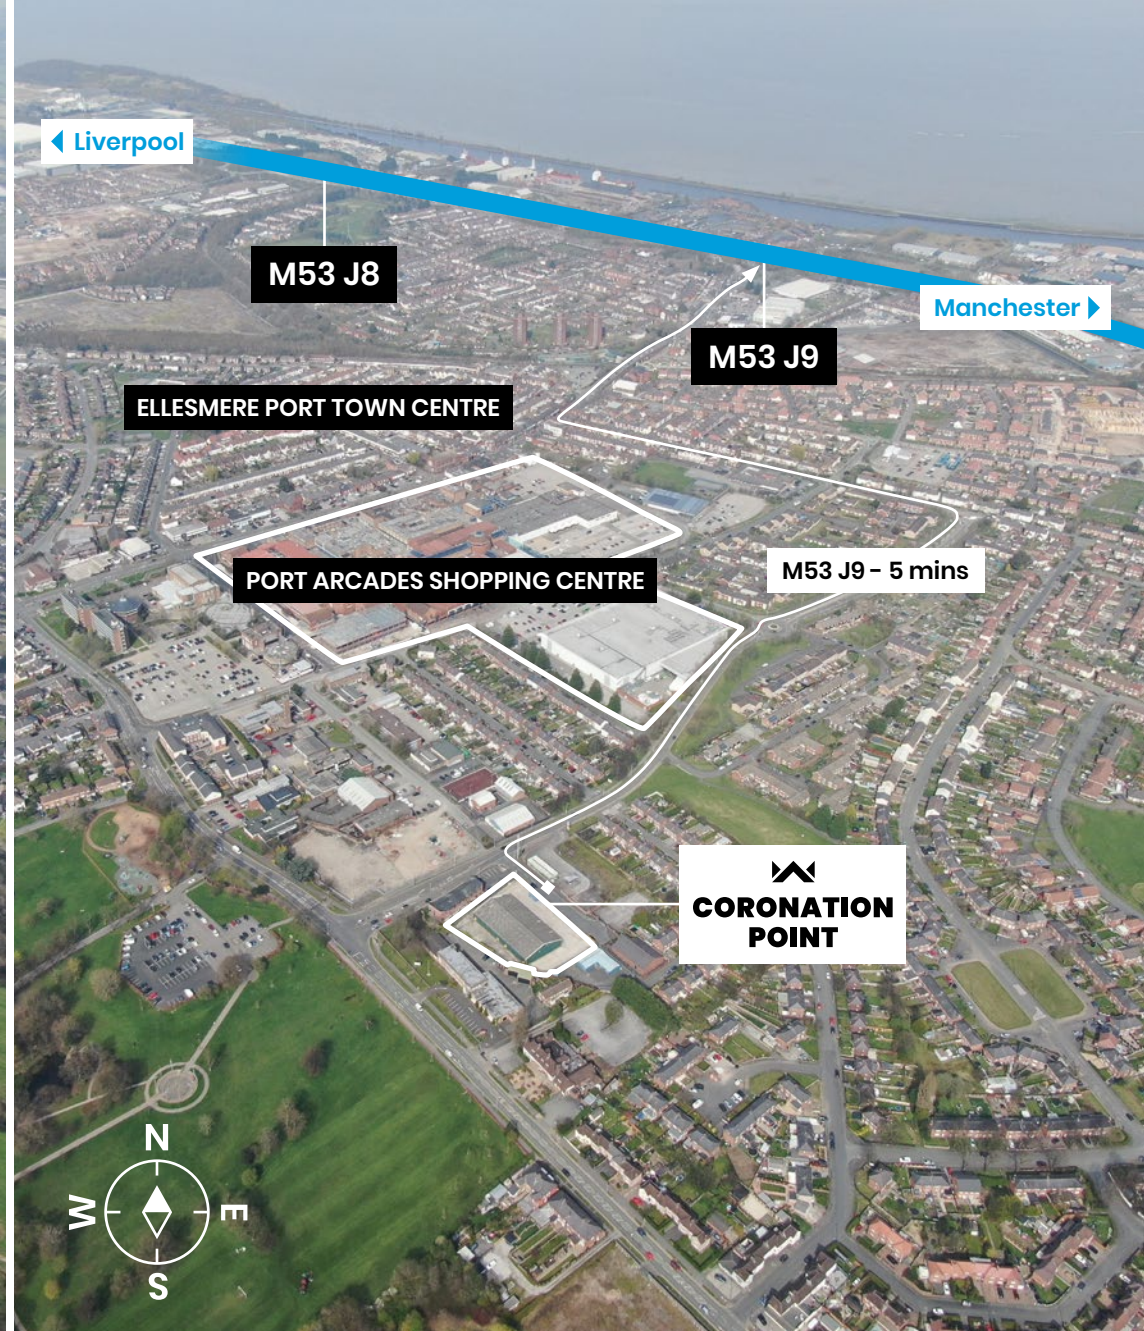 Liverpool
M53 J8
Manchester
M53 J9
ELLESMERE PORT TOWN CENTRE
PORT ARCADES SHOPPING CENTRE
M53 J9 - 5 mins
CORONATION
POINT
N
W
E
S